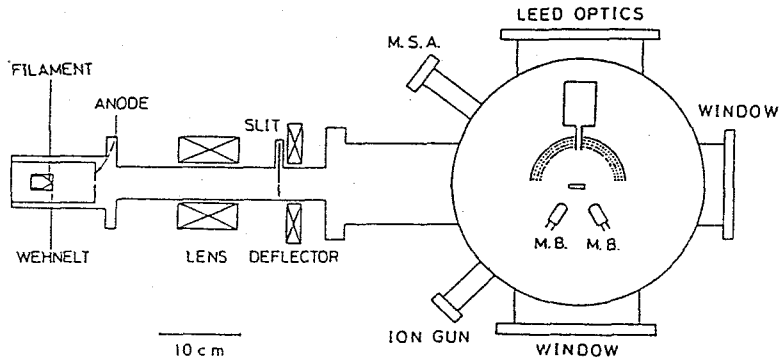 LEED OPTICS
M.S.A.
FILAMENT
ANODE
SLIT
WINDOW
M.B. M.B.
WEHNELT
LENS
DEFLECTOR
ION GUN
WINDOW
10 cm